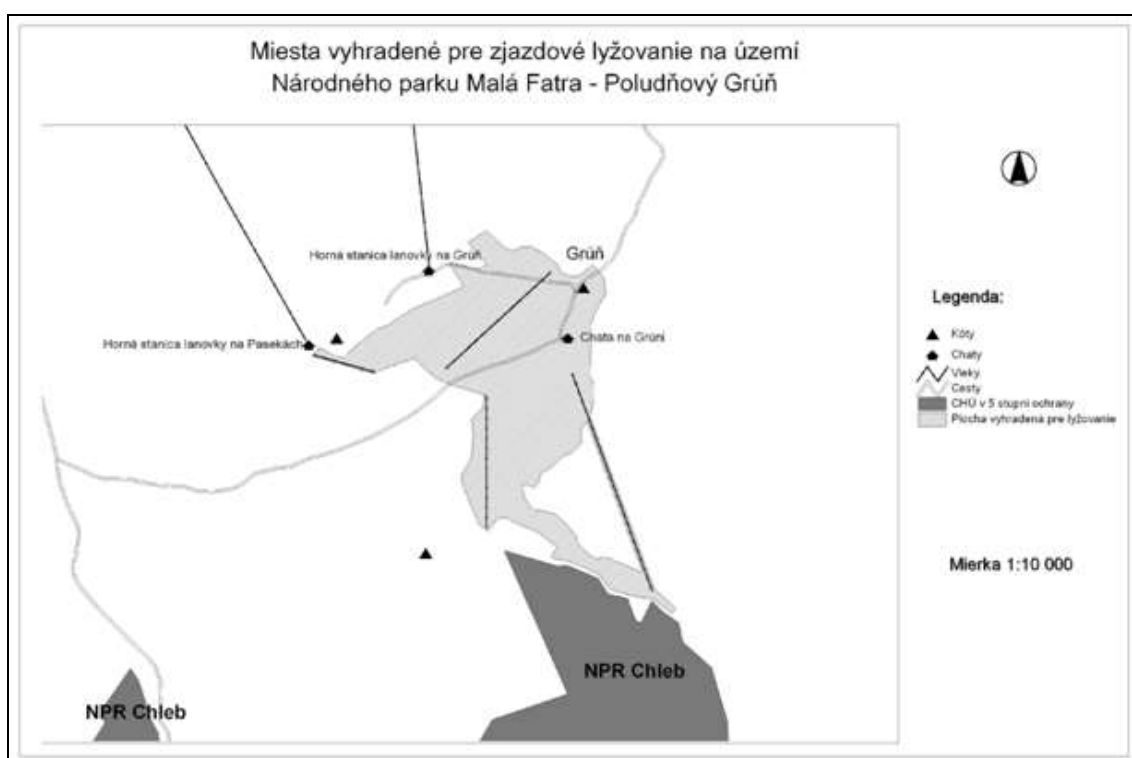 Miesta vyhradené pre zjazdové lyžovanie na území
Národného parku Malá Fatra - Poludňový Grúň
Horná stanica lanovky na Grúň
Grúň
Horná stanica lanovky na Pasekách
Chata na Grúni
NPR Chleb
NPR Chleb
Legenda:
Kóty
Chaty
Vleky
Cesty
CHÚ v 5 stupni ochrany
Plocha vyhradená pre lyžovanie
Mierka 1:10 000